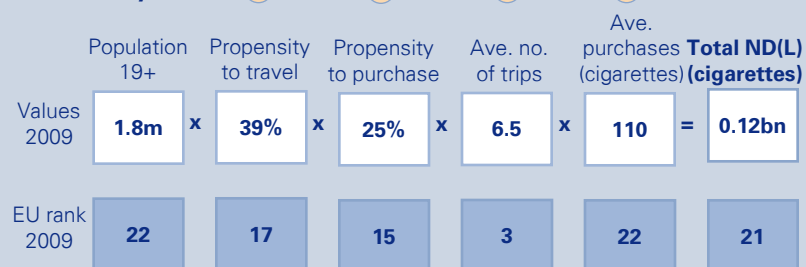 Population 19+
Propensity to travel
Propensity to purchase
Ave. no. of trips
Ave. purchases (cigarettes)
Total ND(L) (cigarettes)
Values 2009
1.8m x 39% x 25% x 6.5 x 110 = 0.12bn
EU rank 2009
22 17 15 3 22 21